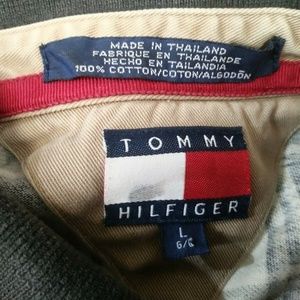 MADE IN THAILAND
FABRIQUE EN THAILANDE
HECHO EN TAILANDIA
100% COTTON/COTON/ALGODÓN
TOMMY
HILFIGER
L
G/G